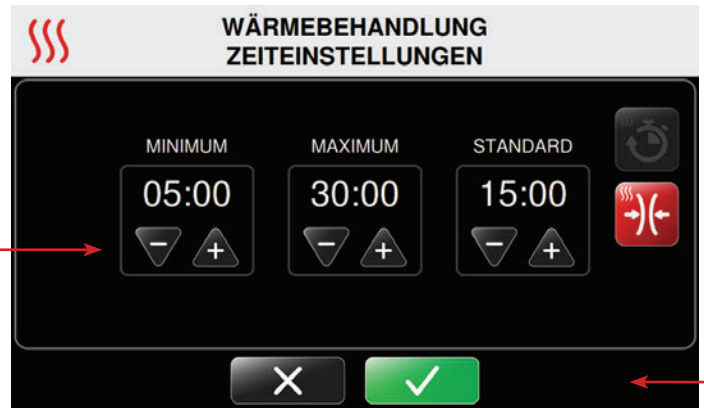 WÄRMEBEHANDLUNG
ZEITEINSTELLUNGEN
MINIMUM MAXIMUM STANDARD
05:00 30:00 15:00
− + − + − +